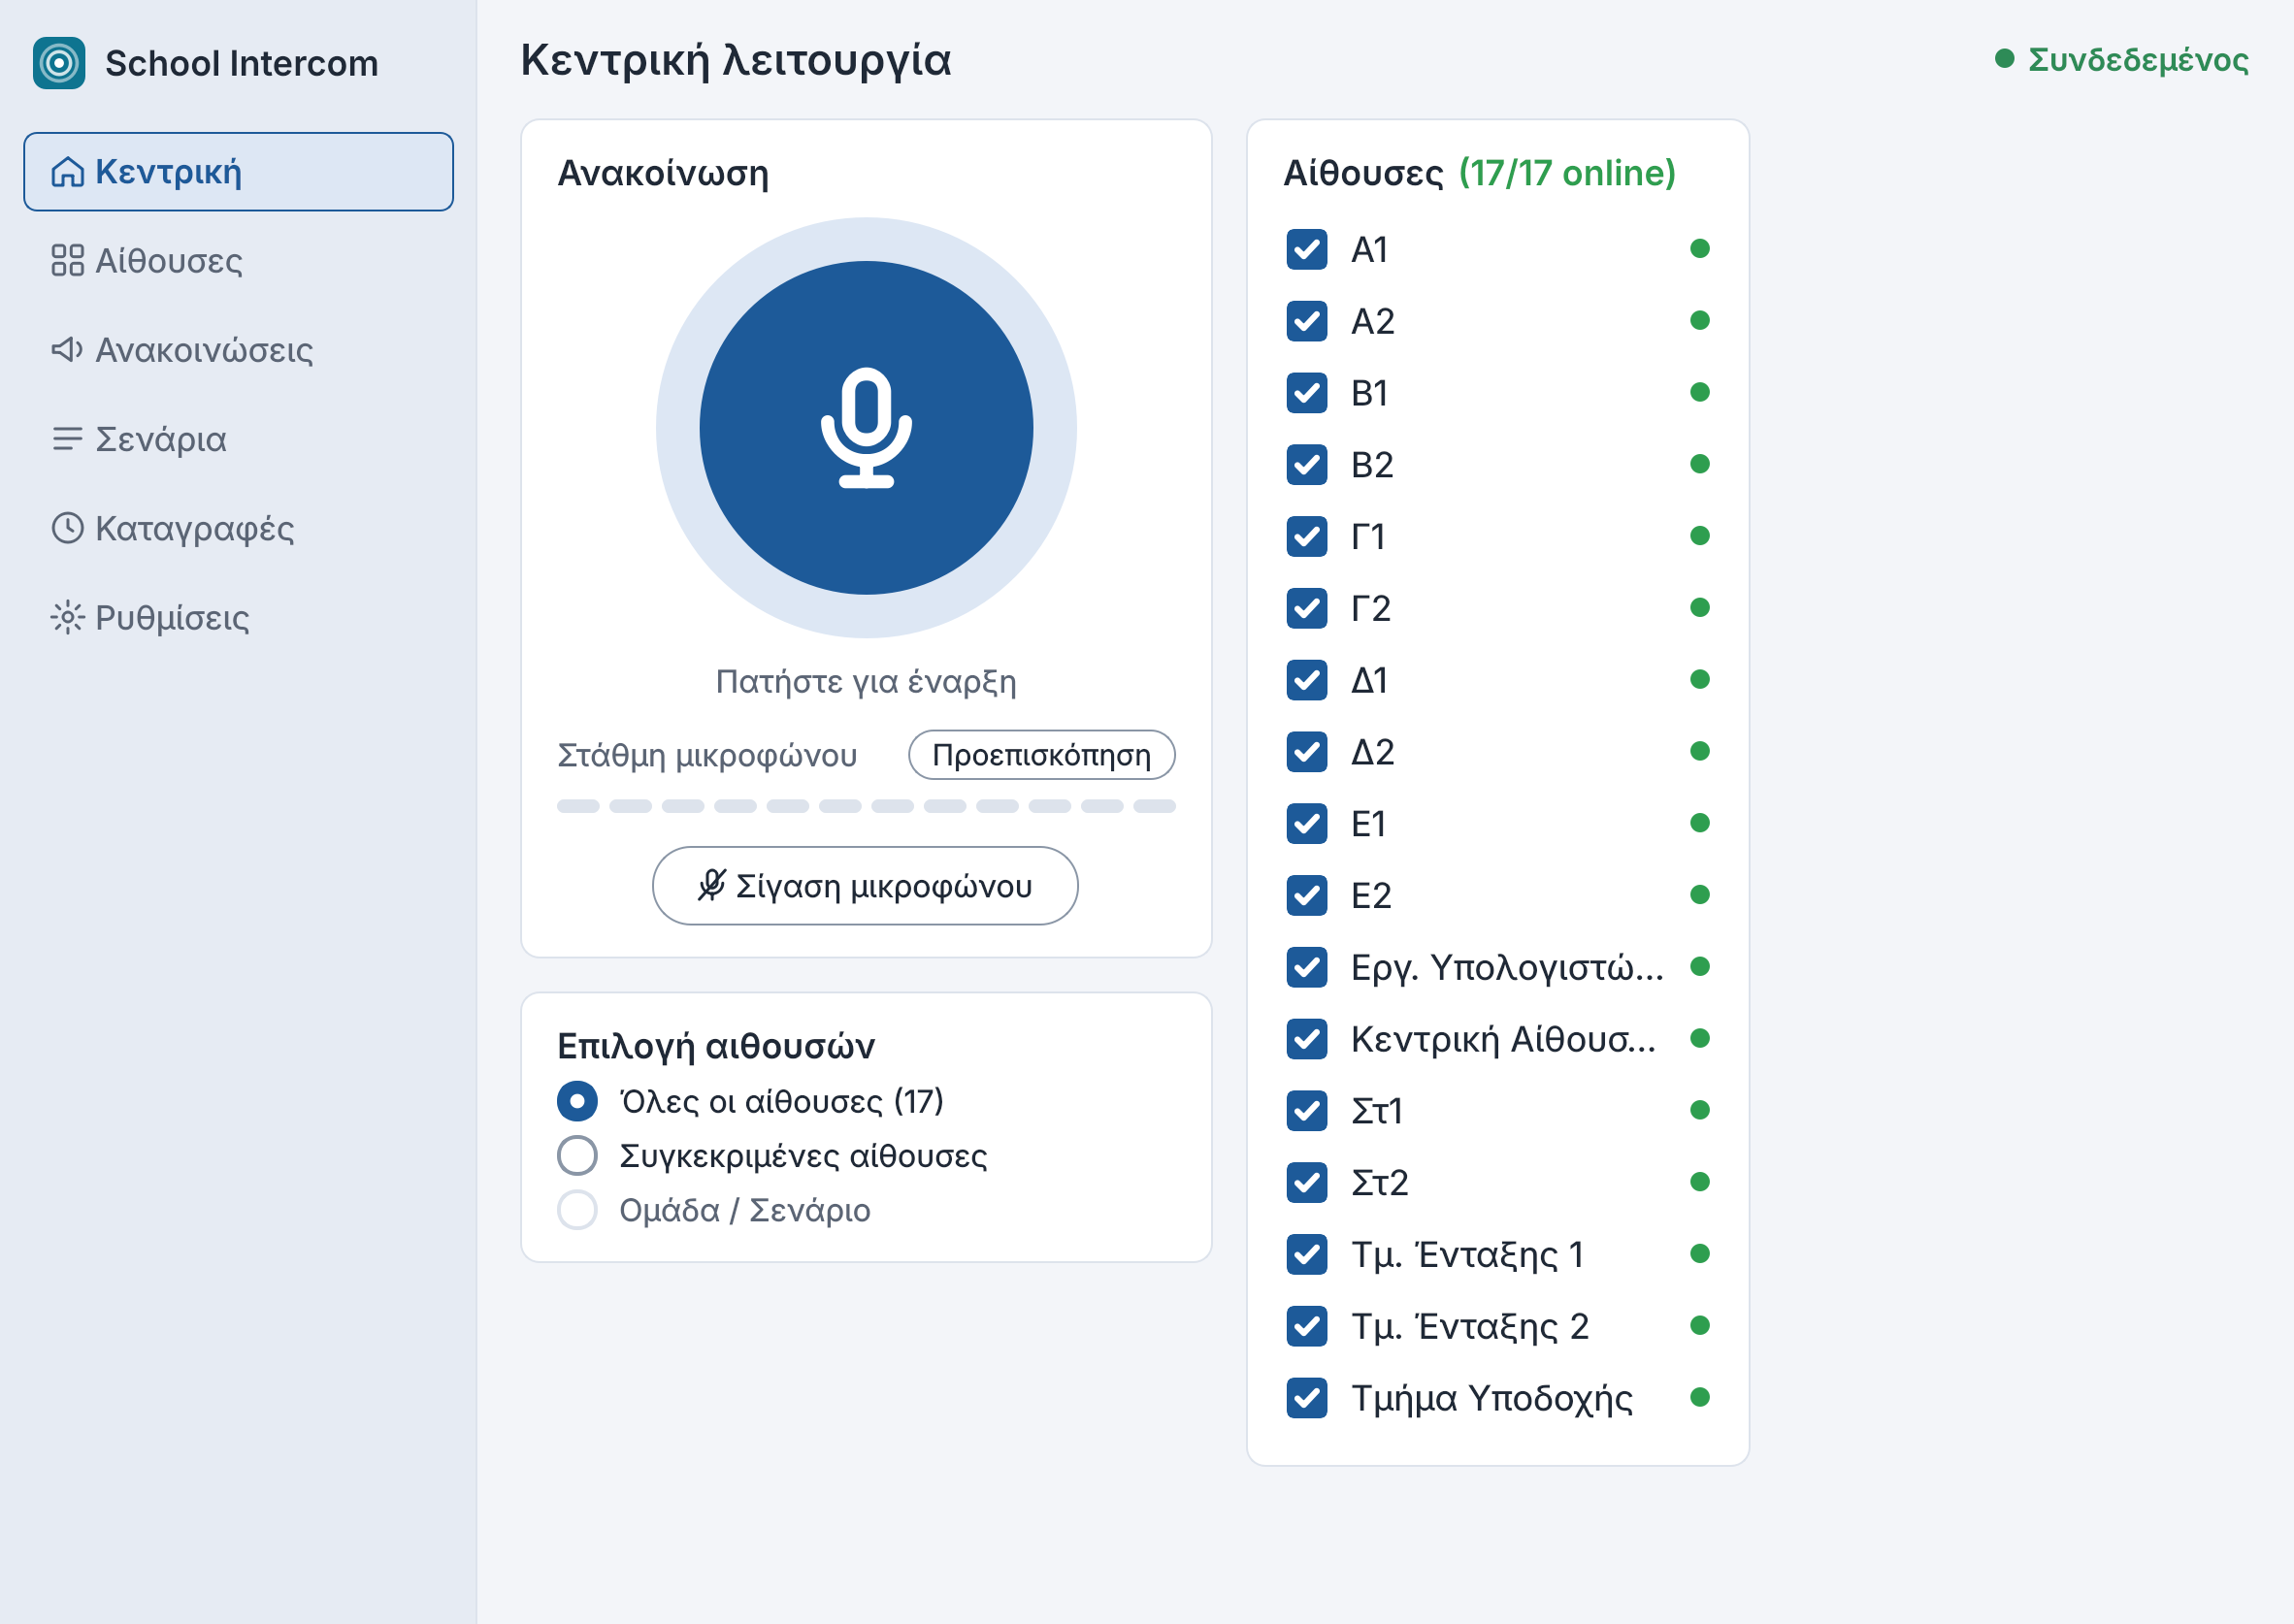 School Intercom
Κεντρική
Αίθουσες
Ανακοινώσεις
Σενάρια
Καταγραφές
Ρυθμίσεις
Κεντρική λειτουργία
Συνδεδεμένος
Ανακοίνωση
Πατήστε για έναρξη
Στάθμη μικροφώνου
Προεπισκόπηση
Σίγαση μικροφώνου
Επιλογή αιθουσών
Όλες οι αίθουσες (17)
Συγκεκριμένες αίθουσες
Ομάδα / Σενάριο
Αίθουσες (17/17 online)
Α1
Α2
Β1
Β2
Γ1
Γ2
Δ1
Δ2
Ε1
Ε2
Εργ. Υπολογιστώ...
Κεντρική Αίθουσ...
Στ1
Στ2
Τμ. Ένταξης 1
Τμ. Ένταξης 2
Τμήμα Υποδοχής